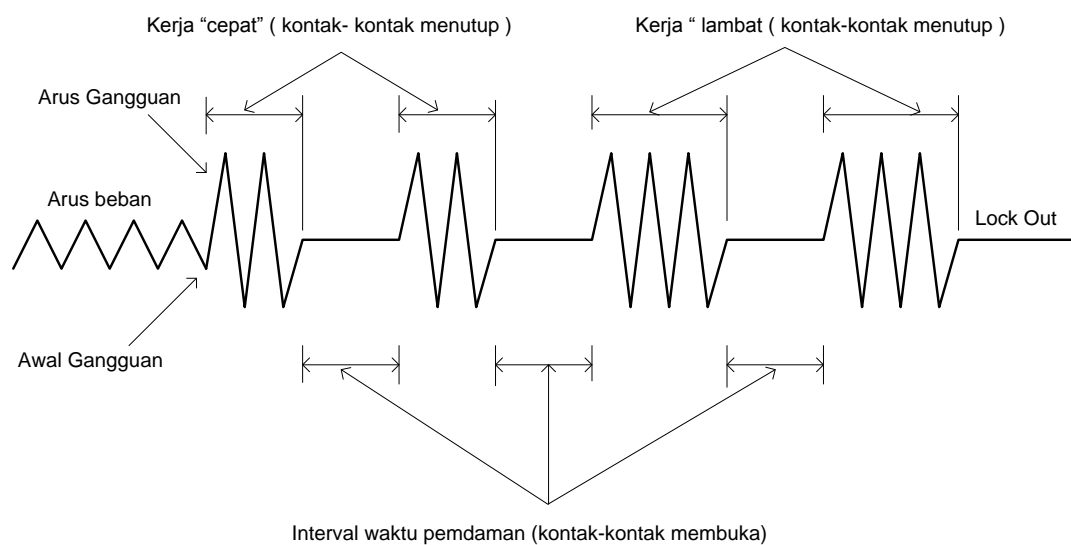 Kerja “cepat” ( kontak- kontak menutup )
Kerja “ lambat ( kontak-kontak menutup )
Arus Gangguan
Arus beban
Lock Out
Awal Gangguan
Interval waktu pemdaman (kontak-kontak membuka)